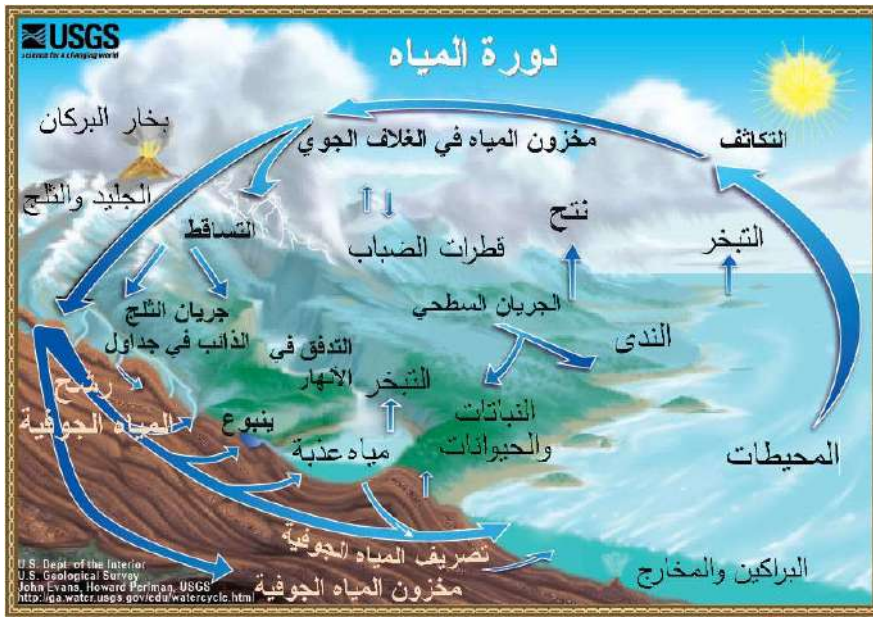 USGS
science for a changing world
دورة المياه
بخار البركان
مخزون المياه في الغلاف الجوي
التكاثف
الجليد والثلج
التساقط
قطرات الضباب
نتح
التبخر
جريان الثلج
الذائب في جداول
الجريان السطحي
الندى
التدفق في
الأنهار
التبخر
رشح
المياه الجوفية
ينبوع
مياه عذبة
النباتات
والحيوانات
المحيطات
تصريف المياه الجوفية
مخزون المياه الجوفية
البراكين والمخارج
U.S. Dept. of the Interior
U.S. Geological Survey
John Evans, Howard Perlman, USGS
http://ga.water.usgs.gov/edu/watercycle.html